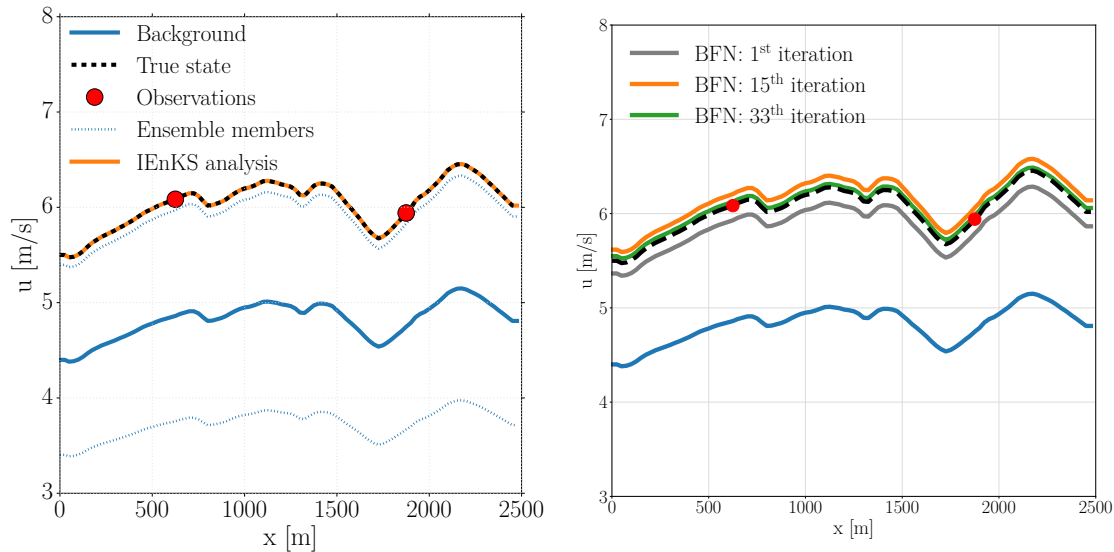 8
7
6
5
4
3
u [m/s]
Background
True state
Observations
Ensemble members
IEnKS analysis
0 500 1000 1500 2000 2500
x [m]
8
7
6
5
4
3
u [m/s]
BFN: 1st iteration
BFN: 15th iteration
BFN: 33th iteration
0 500 1000 1500 2000 2500
x [m]